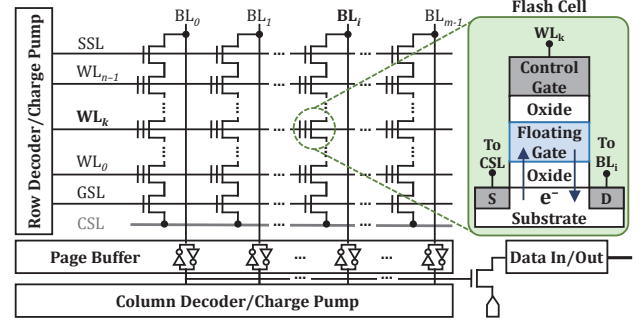 BL0 BL1 BLi BLm-1
Flash Cell
Row Decoder/Charge Pump
SSL
WLn−1
WLk
WL0
GSL
CSL
WLk
Control
Gate
Oxide
Floating
Gate
Oxide
To
CSL
To
BLi
S
e−
D
Substrate
Page Buffer
Data In/Out
Column Decoder/Charge Pump